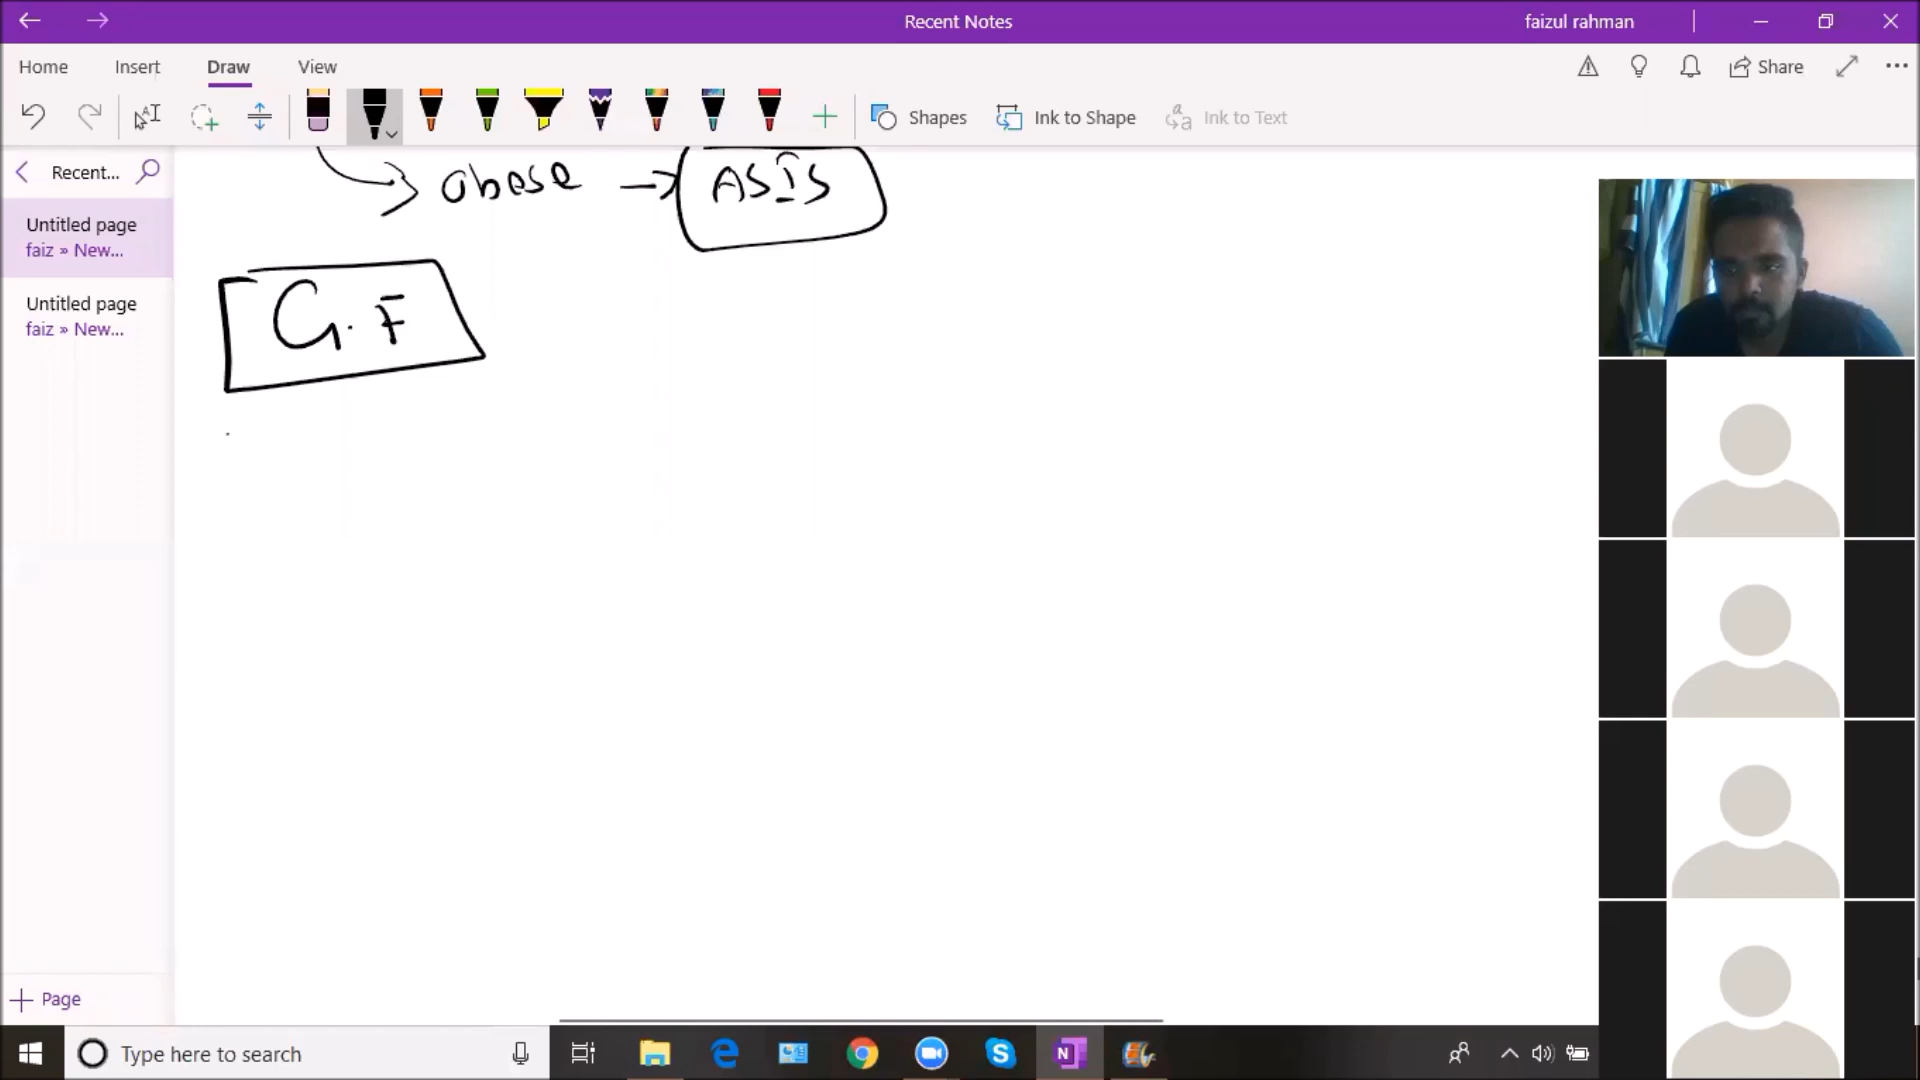 Recent Notes
faizul rahman
Home Insert Draw View
Share
Shapes
Ink to Shape
Ink to Text
Recent...
obese → ASIS
Untitled page
faiz » New...
G.F
Untitled page
faiz » New...
+ Page
Type here to search